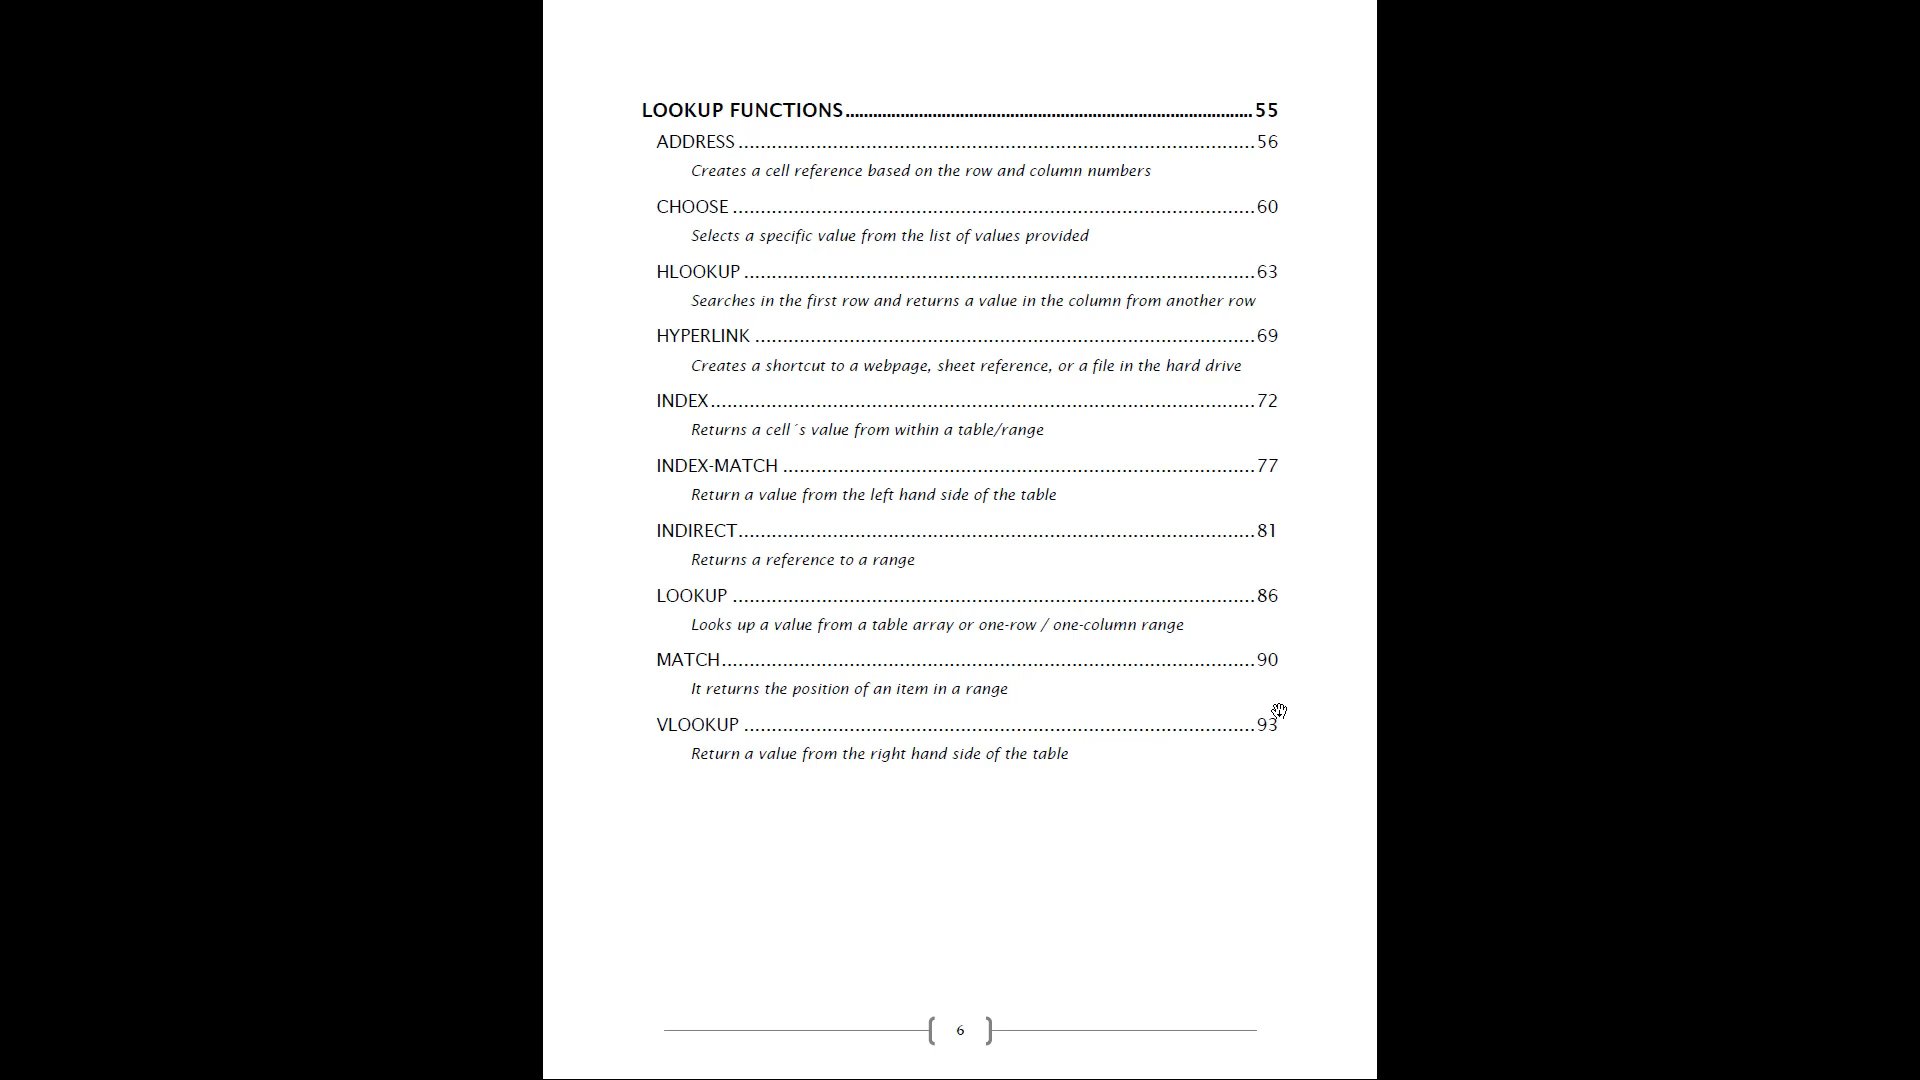 LOOKUP FUNCTIONS........................................................................................55
ADDRESS.............................................................................................56
Creates a cell reference based on the row and column numbers
CHOOSE..............................................................................................60
Selects a specific value from the list of values provided
HLOOKUP............................................................................................63
Searches in the first row and returns a value in the column from another row
HYPERLINK..........................................................................................69
Creates a shortcut to a webpage, sheet reference, or a file in the hard drive
INDEX..................................................................................................72
Returns a cell´s value from within a table/range
INDEX-MATCH.....................................................................................77
Return a value from the left hand side of the table
INDIRECT.............................................................................................81
Returns a reference to a range
LOOKUP..............................................................................................86
Looks up a value from a table array or one-row / one-column range
MATCH................................................................................................90
It returns the position of an item in a range
VLOOKUP............................................................................................93
Return a value from the right hand side of the table
6